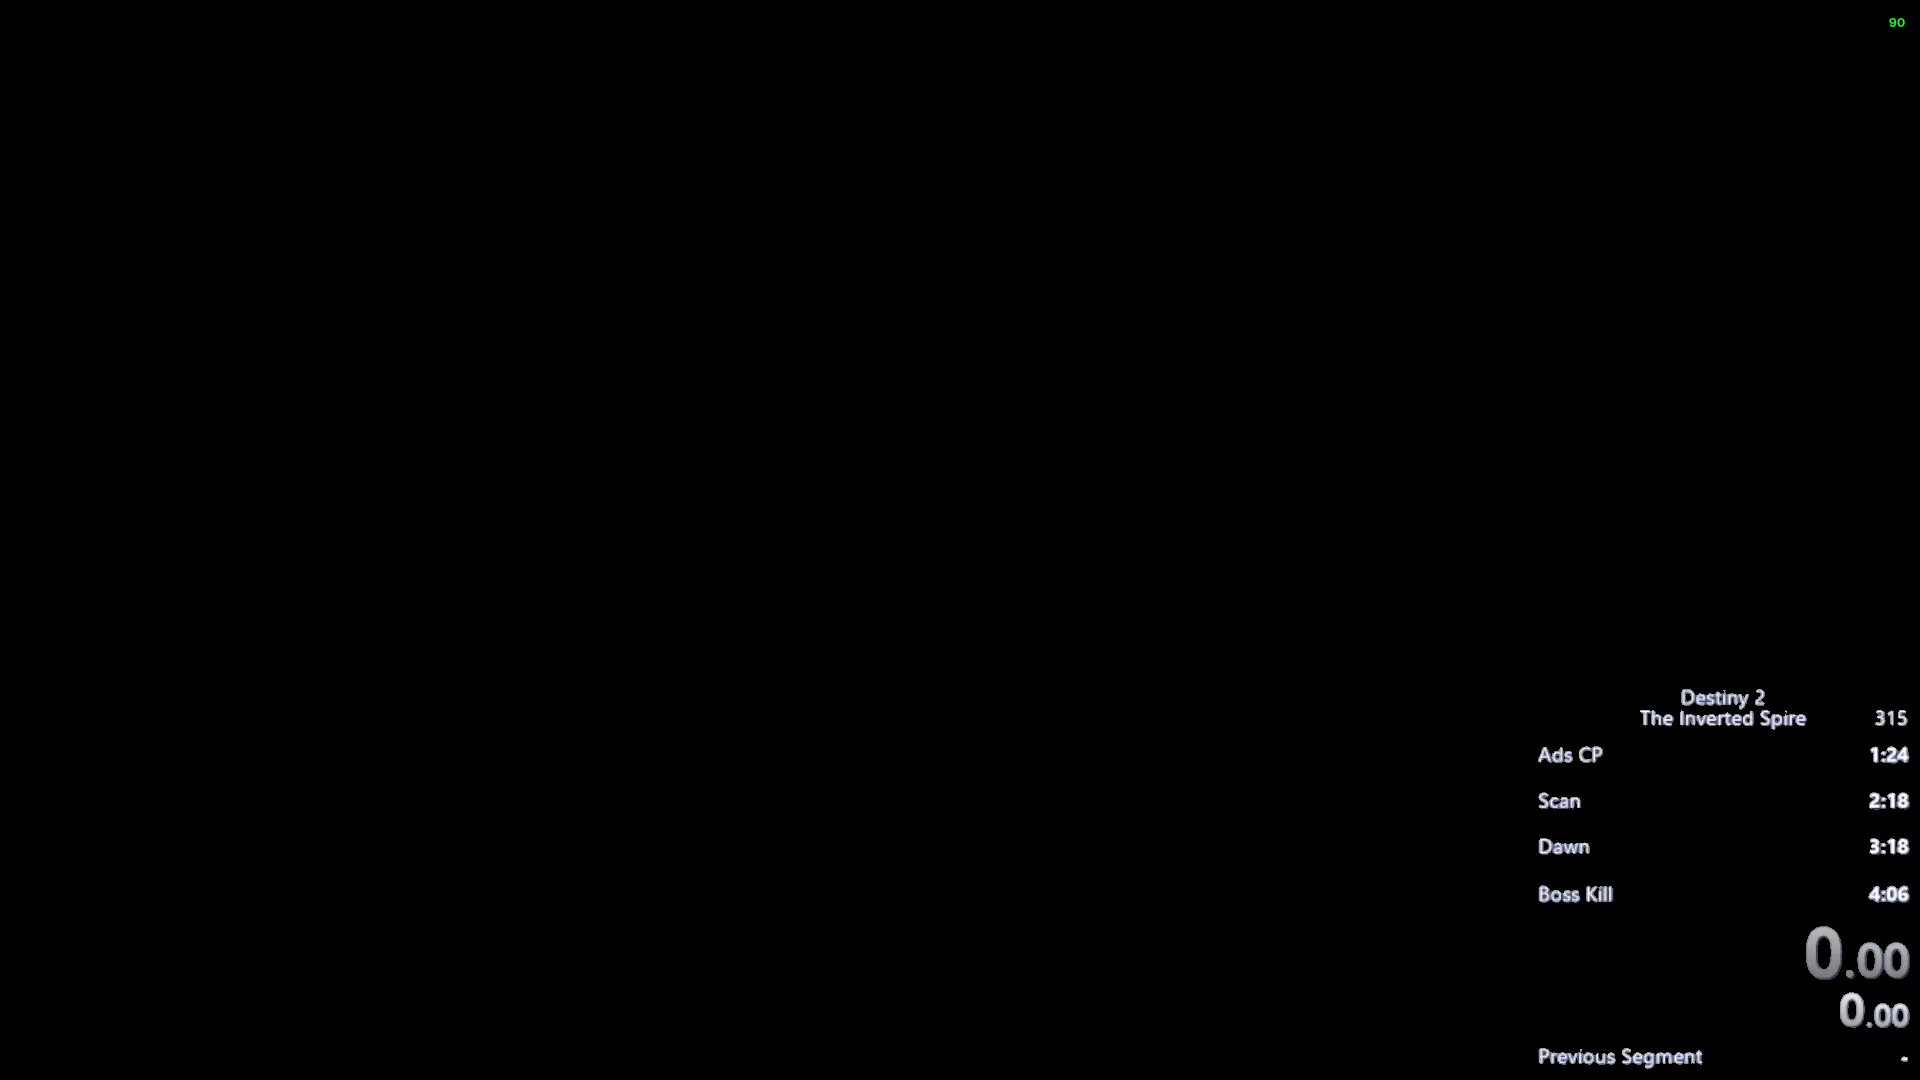 90
Destiny 2
The Inverted Spire 315
Ads CP 1:24
Scan 2:18
Dawn 3:18
Boss Kill 4:06
0.00
0.00
Previous Segment -